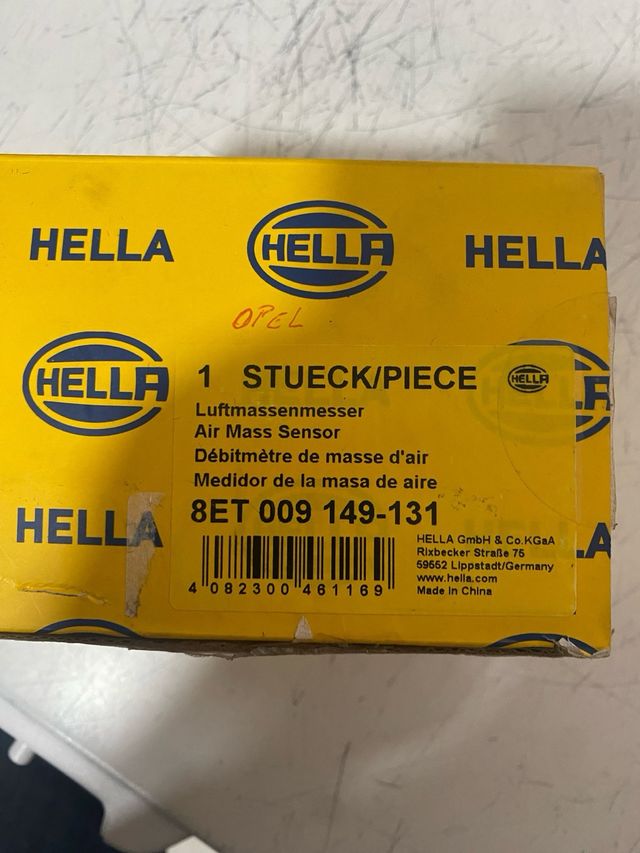 HELLA
HELLA
HELLA
OPEL
HELLA
1 STUECK/PIECE
HELLA
Luftmassenmesser
Air Mass Sensor
Débitmètre de masse d'air
Medidor de la masa de aire
8ET 009 149-131
HELLA
HELLA GmbH & Co.KGaA
Rixbecker Straße 75
59552 Lippstadt/Germany
www.hella.com
Made in China
4 082300 461169